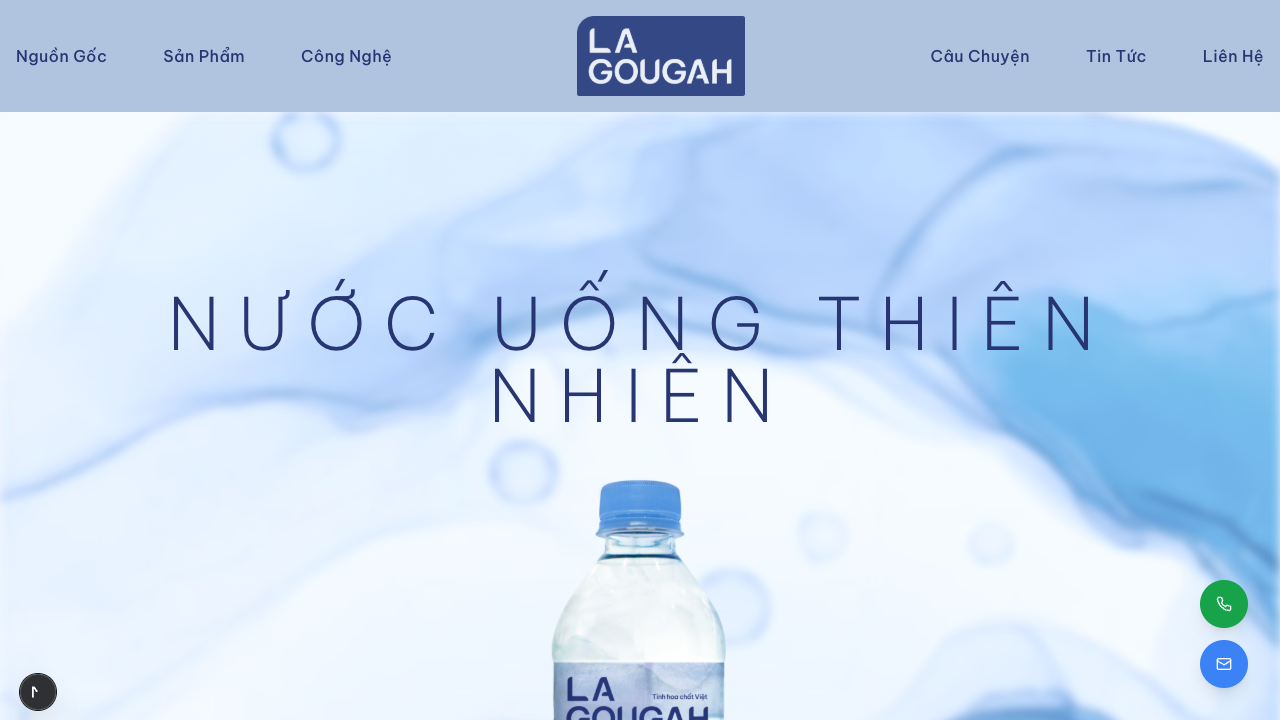 Nguồn Gốc
Sản Phẩm
Công Nghệ
LA
GOUGAH
Câu Chuyện
Tin Tức
Liên Hệ
NƯỚC UỐNG THIÊN
NHIÊN
LA
Tinh hoa chất Việt
GOUGAH